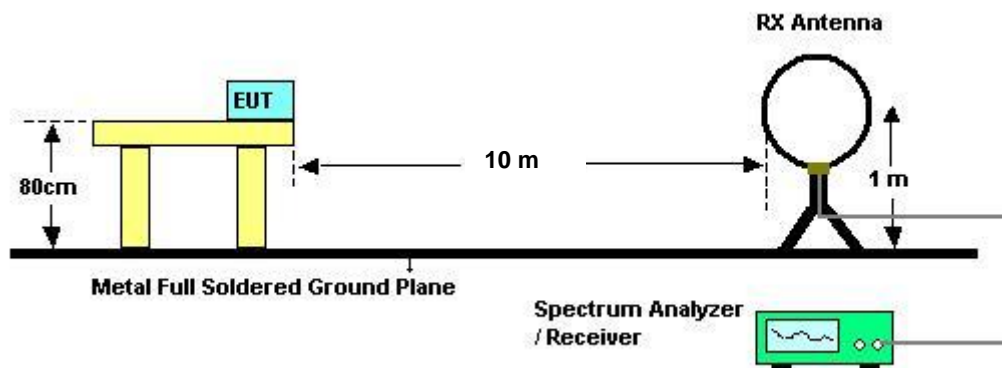 RX Antenna
EUT
10 m
80cm
1 m
Metal Full Soldered Ground Plane
Spectrum Analyzer
/ Receiver